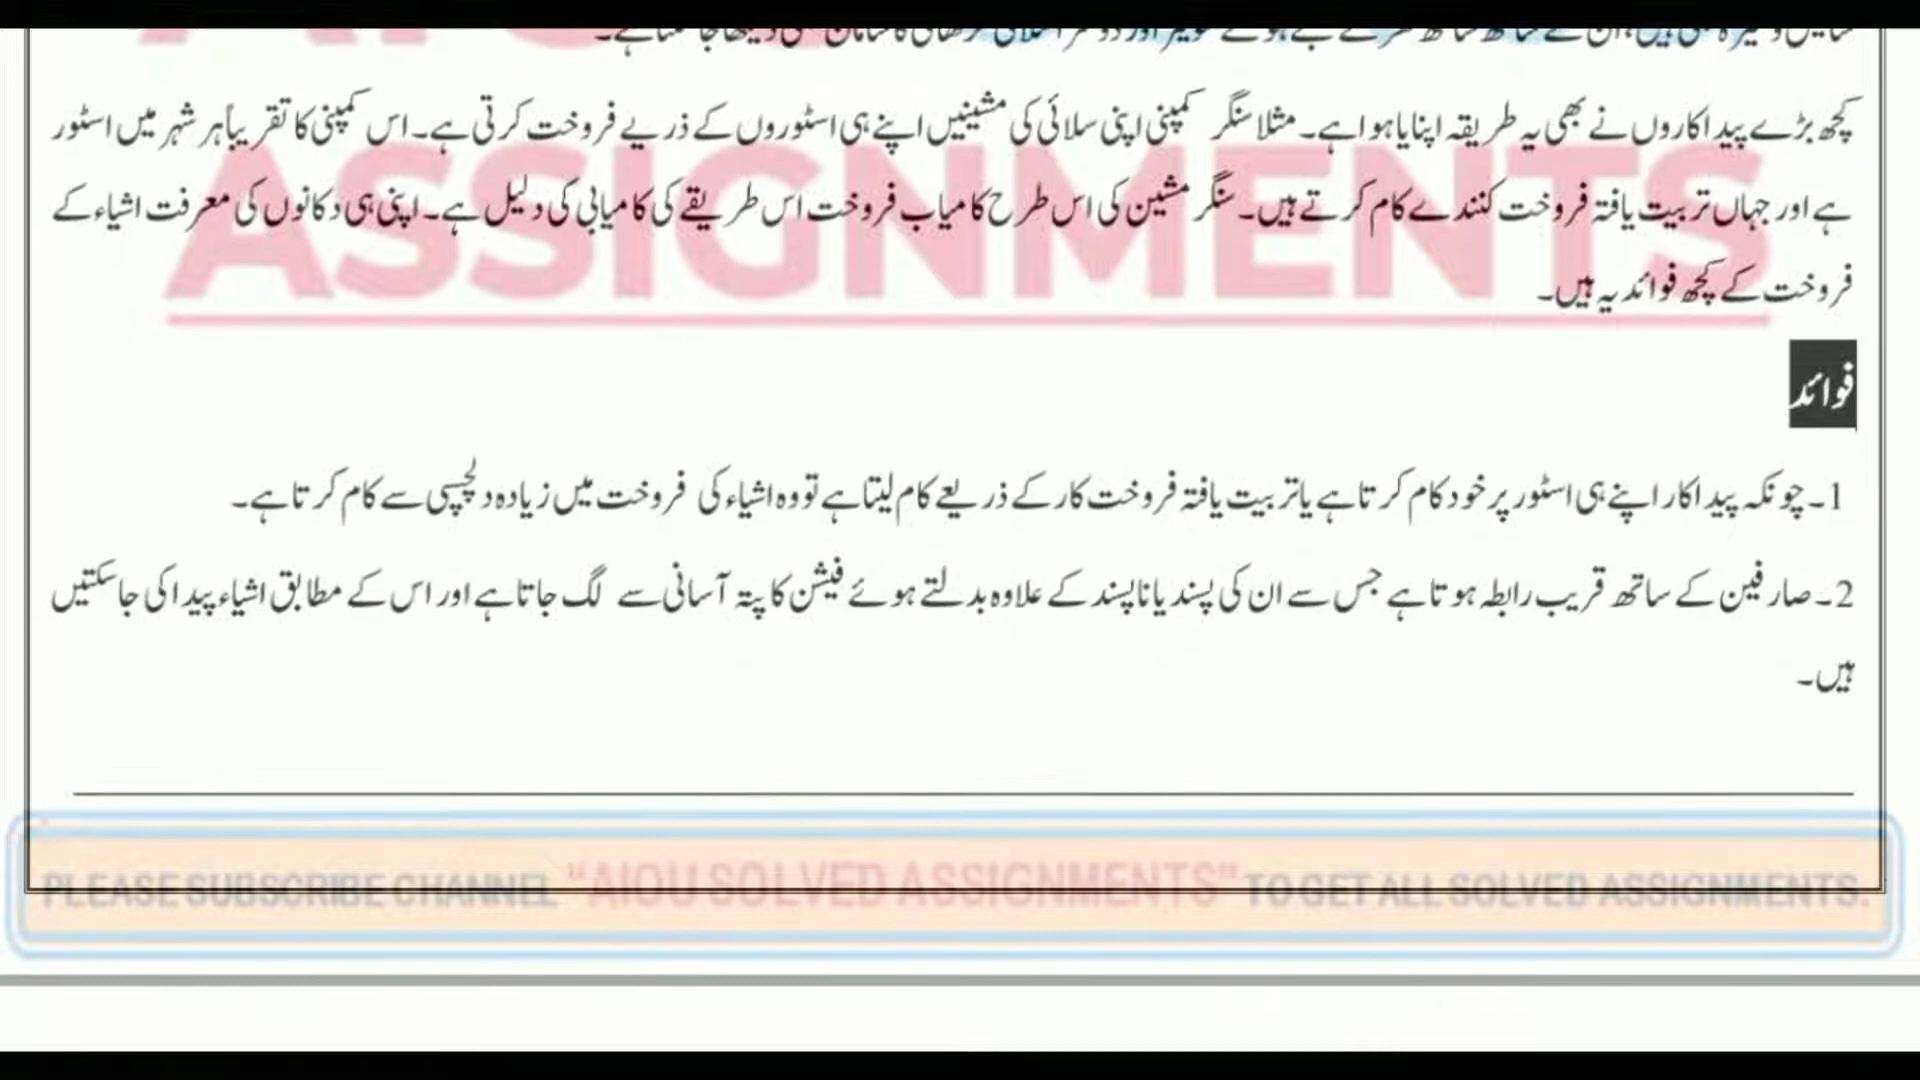 کچھ بڑے پیداکاروں نے بھی یہ طریقہ اپنایا ہوا ہے۔ مثلا سنگر کمپنی اپنی سلائی کی مشینیں اپنے ہی اسٹوروں کے ذریے فروخت کرتی ہے۔ اس کمپنی کا تقریباً ہر شہر میں اسٹور
ہے اور جہاں تربیت یافتہ فروخت کنندے کام کرتے ہیں۔ سنگر مشین کی اس طرح کامیاب فروخت اس طریقے کی کامیابی کی دلیل ہے۔ اپنی ہی دکانوں کی معرفت اشیاء کے
فروخت کے کچھ فوائد یہ ہیں۔
ASSIGNMENTS
فوائد
1۔ چونکہ پیداکار اپنے ہی اسٹور پر خود کام کرتا ہے یا تربیت یافتہ فروخت کار کے ذریعے کام لیتا ہے تو وہ اشیاء کی فروخت میں زیادہ دلچسپی سے کام کرتا ہے۔
2۔ صارفین کے ساتھ قریب رابطہ ہوتا ہے جس سے ان کی پسند یا ناپسند کے علاوہ بدلتے ہوئے فیشن کا پتہ آسانی سے لگ جاتا ہے اور اس کے مطابق اشیاء پیدا کی جا سکتیں
ہیں۔
PLEASE SUBSCRIBE CHANNEL "AIOU SOLVED ASSIGNMENTS" TO GET ALL SOLVED ASSIGNMENTS.